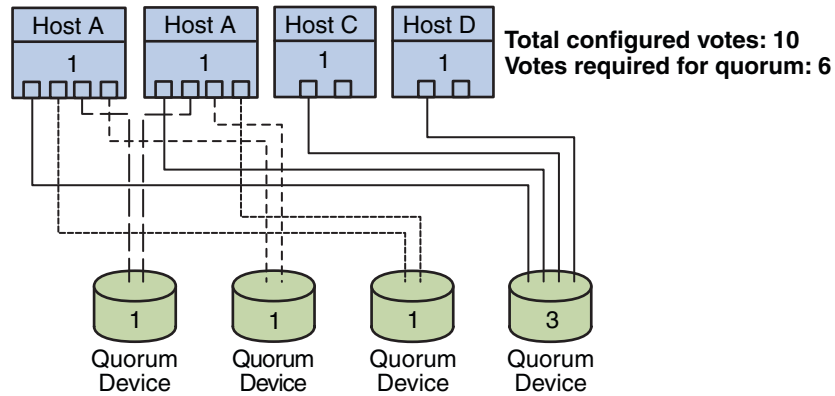 Host A
Host A
Host C
Host D
1
1
1
1
Total configured votes: 10
Votes required for quorum: 6
1
1
1
3
Quorum
Device
Quorum
Device
Quorum
Device
Quorum
Device